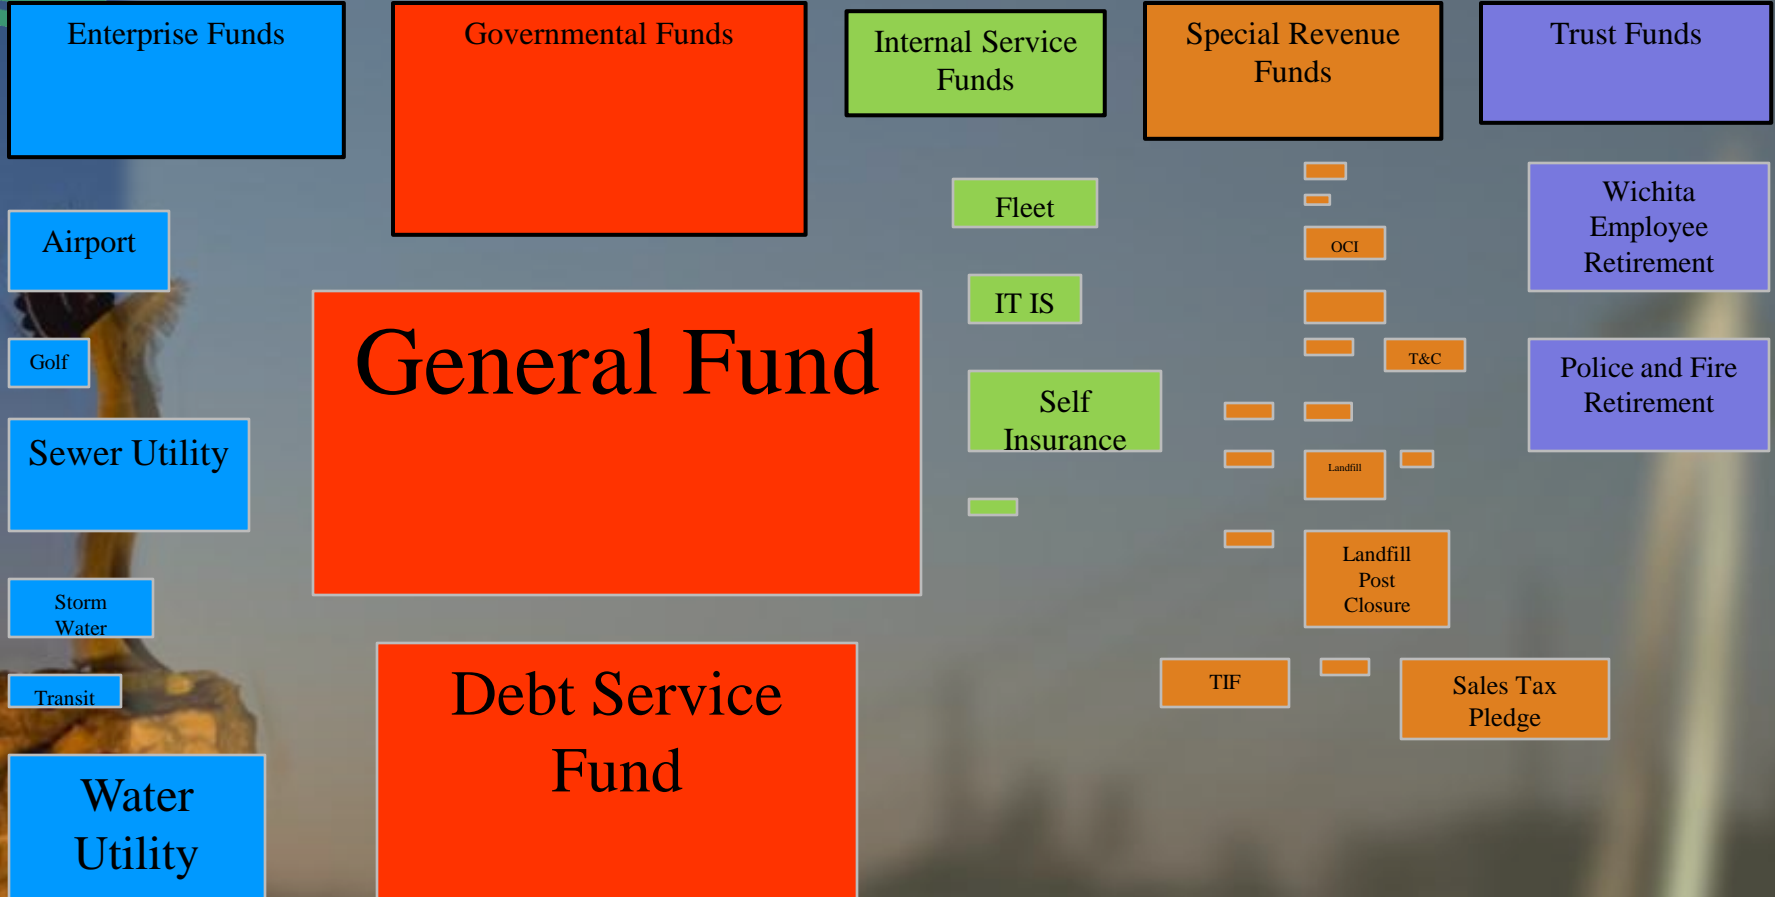 Enterprise Funds
Governmental Funds
Internal Service
Funds
Special Revenue
Funds
Trust Funds
Airport
Golf
Sewer Utility
Storm
Water
Transit
Water
Utility
General Fund
Debt Service
Fund
Fleet
IT IS
Self
Insurance
OCI
T&C
Landfill
Landfill
Post
Closure
TIF
Sales Tax
Pledge
Wichita
Employee
Retirement
Police and Fire
Retirement